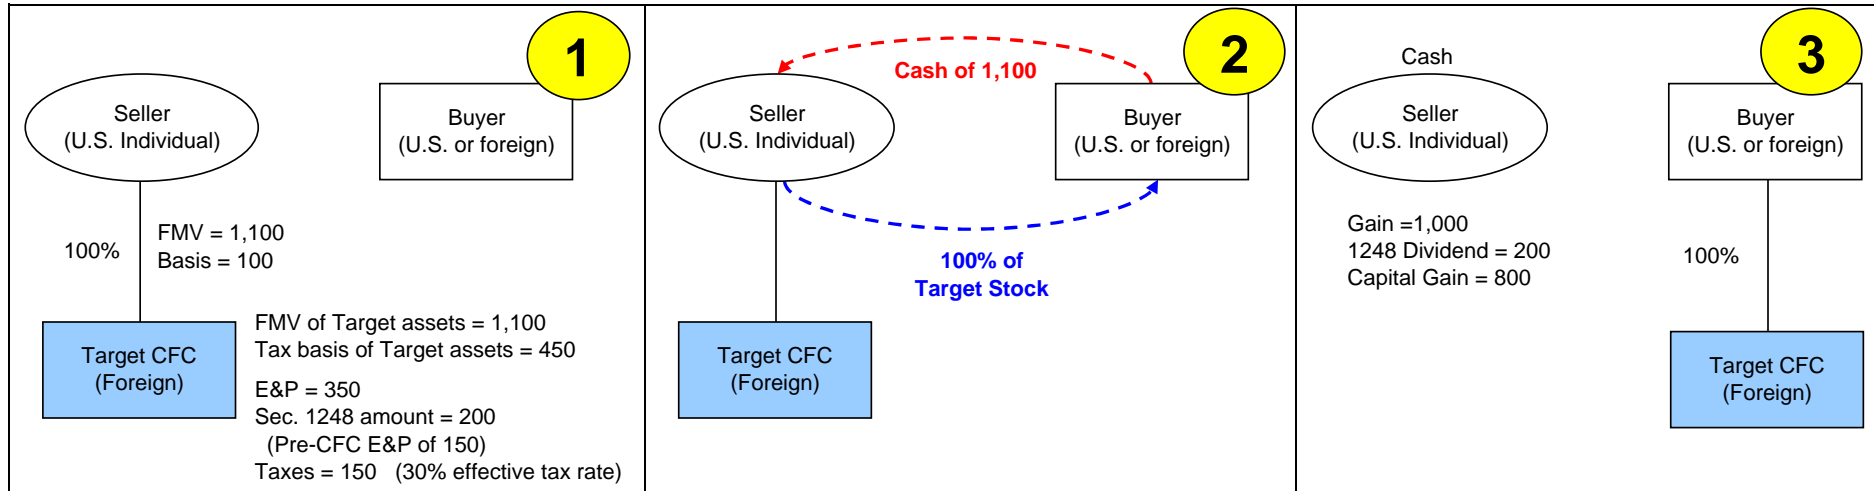 1
Seller
(U.S. Individual)
Buyer
(U.S. or foreign)
100%
FMV = 1,100
Basis = 100
Target CFC
(Foreign)
FMV of Target assets = 1,100
Tax basis of Target assets = 450
E&P = 350
Sec. 1248 amount = 200
(Pre-CFC E&P of 150)
Taxes = 150 (30% effective tax rate)
2
Cash of 1,100
Seller
(U.S. Individual)
Buyer
(U.S. or foreign)
100% of
Target Stock
Target CFC
(Foreign)
3
Cash
Seller
(U.S. Individual)
Buyer
(U.S. or foreign)
Gain =1,000
1248 Dividend = 200
Capital Gain = 800
100%
Target CFC
(Foreign)